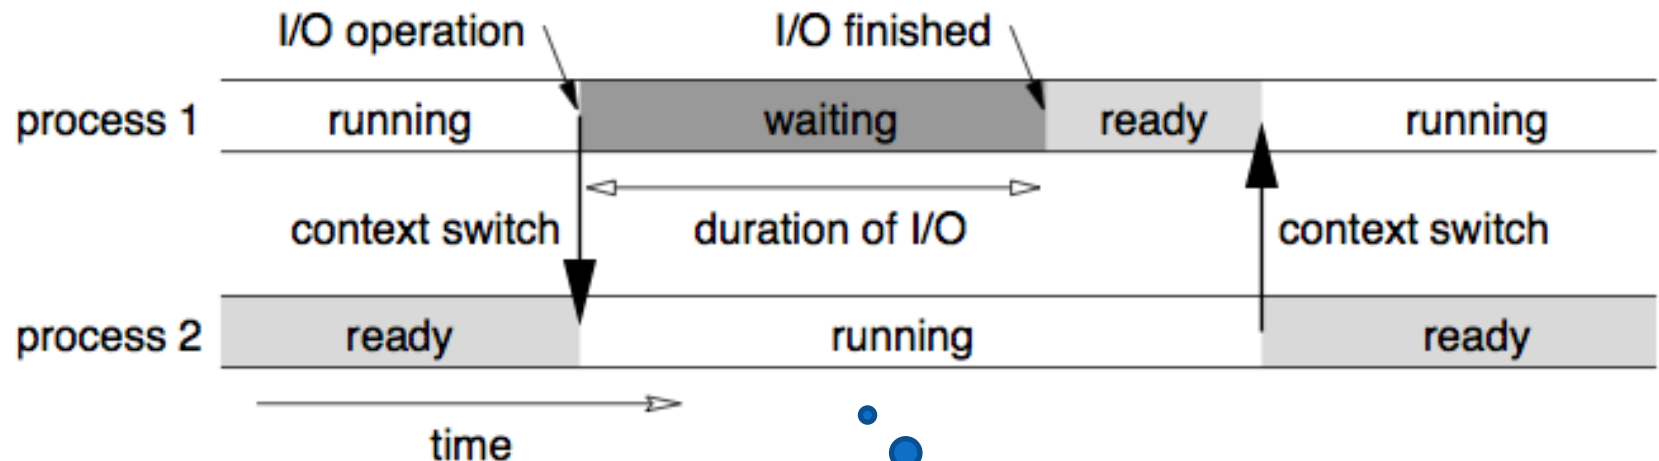 I/O operation I/O finished
process 1 running waiting ready running
context switch duration of I/O context switch
process 2 ready running ready
time